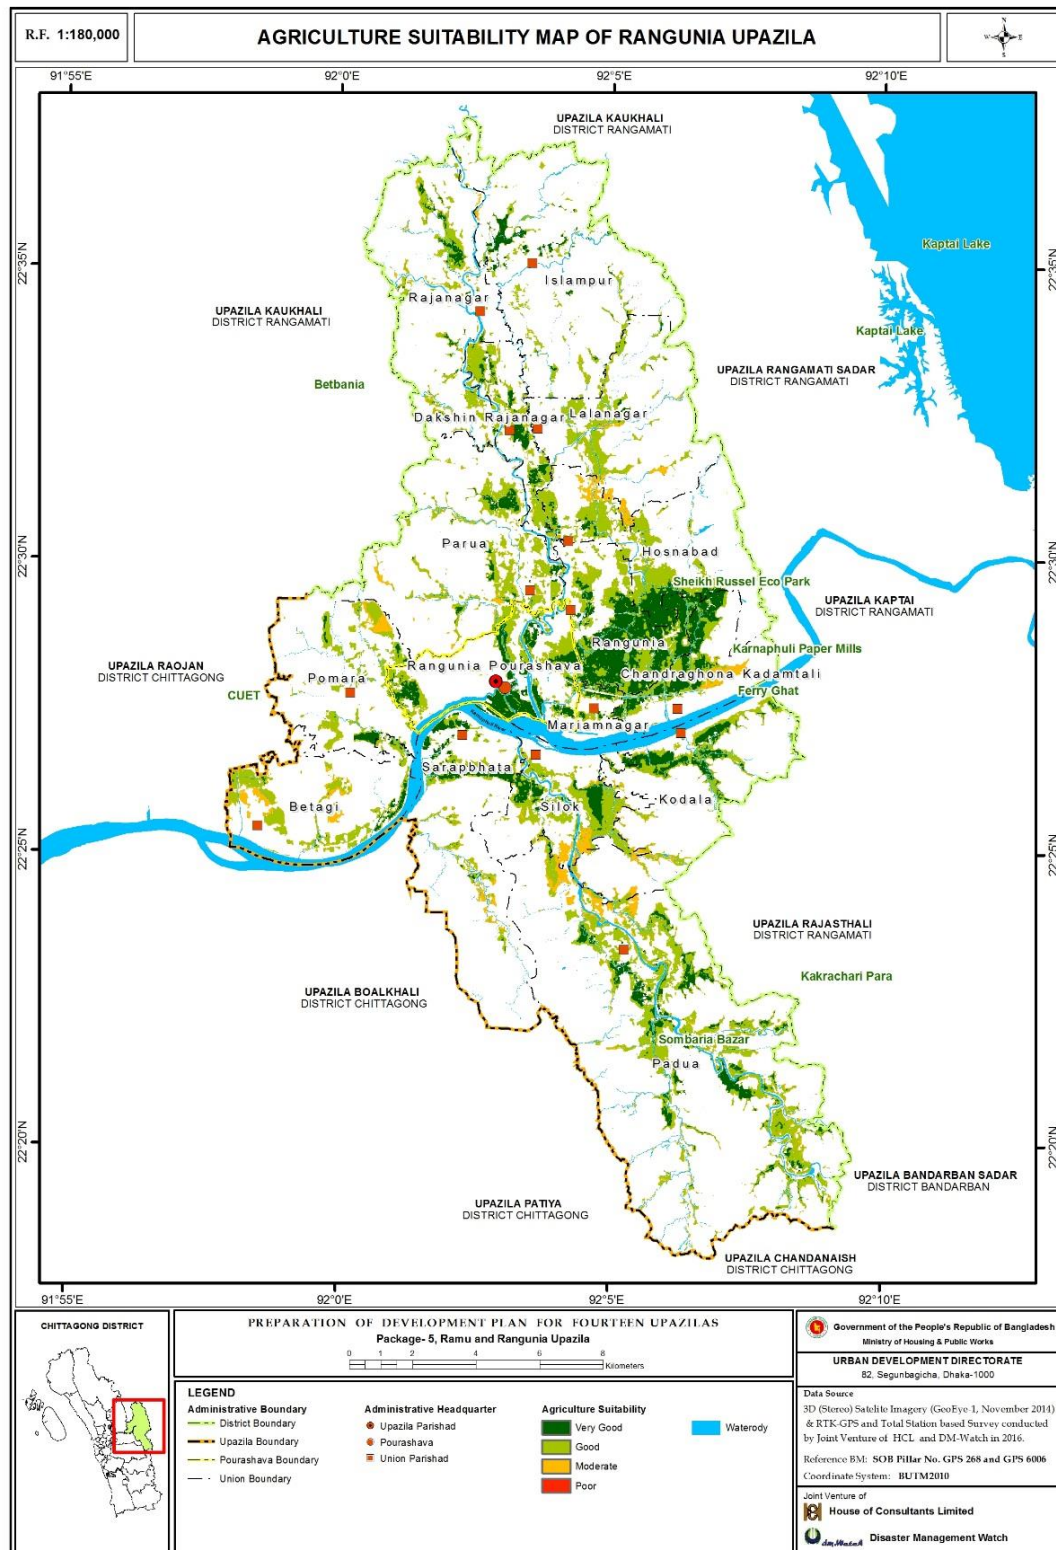 R.F. 1:180,000
AGRICULTURE SUITABILITY MAP OF RANGUNIA UPAZILA
N
W
E
S
91°55'E
92°0'E
92°5'E
92°10'E
UPAZILA KAUKHALI
DISTRICT RANGAMATI
Kaptai Lake
22°35'N
22°35'N
Islampur
Rajanagar
UPAZILA KAUKHALI
DISTRICT RANGAMATI
Kaptai Lake
UPAZILA RANGAMATI SADAR
DISTRICT RANGAMATI
Betbania
Dakshin Rajanagar
Lalanagar
22°30'N
22°30'N
Parua
Hosnabad
Sheikh Russel Eco Park
UPAZILA KAPTAI
DISTRICT RANGAMATI
Rangunia
Karnaphuli Paper Mills
UPAZILA RAOJAN
DISTRICT CHITTAGONG
Rangunia Pourashava
Chandraghona Kadamtali
Pomara
CUET
Ferry Ghat
Mariamnagar
Sarapbhata
Betagi
Silok
Kodala
22°25'N
22°25'N
UPAZILA RAJASTHALI
DISTRICT RANGAMATI
Kakrachari Para
UPAZILA BOALKHALI
DISTRICT CHITTAGONG
Sombaria Bazar
Padua
22°20'N
22°20'N
UPAZILA BANDARBAN SADAR
DISTRICT BANDARBAN
UPAZILA PATIYA
DISTRICT CHITTAGONG
UPAZILA CHANDANAISH
DISTRICT CHITTAGONG
91°55'E
92°0'E
92°5'E
92°10'E
CHITTAGONG DISTRICT
PREPARATION OF DEVELOPMENT PLAN FOR FOURTEEN UPAZILAS
Package- 5, Ramu and Rangunia Upazila
0 1 2 4 6 8
Kilometers
LEGEND
Administrative Boundary
District Boundary
Upazila Boundary
Pourashava Boundary
Union Boundary
Administrative Headquarter
Upazila Parishad
Pourashava
Union Parishad
Agriculture Suitability
Very Good
Good
Moderate
Poor
Waterody
Government of the People's Republic of Bangladesh
Ministry of Housing & Public Works
URBAN DEVELOPMENT DIRECTORATE
82, Segunbagicha, Dhaka-1000
Data Source
3D (Stereo) Satelite Imagery (GeoEye-1, November 2014)
& RTK-GPS and Total Station based Survey conducted
by Joint Venture of HCL and DM-Watch in 2016.
Reference BM: SOB Pillar No. GPS 268 and GPS 6006
Coordinate System: BUTM2010
Joint Venture of
House of Consultants Limited
dm.Watch Disaster Management Watch